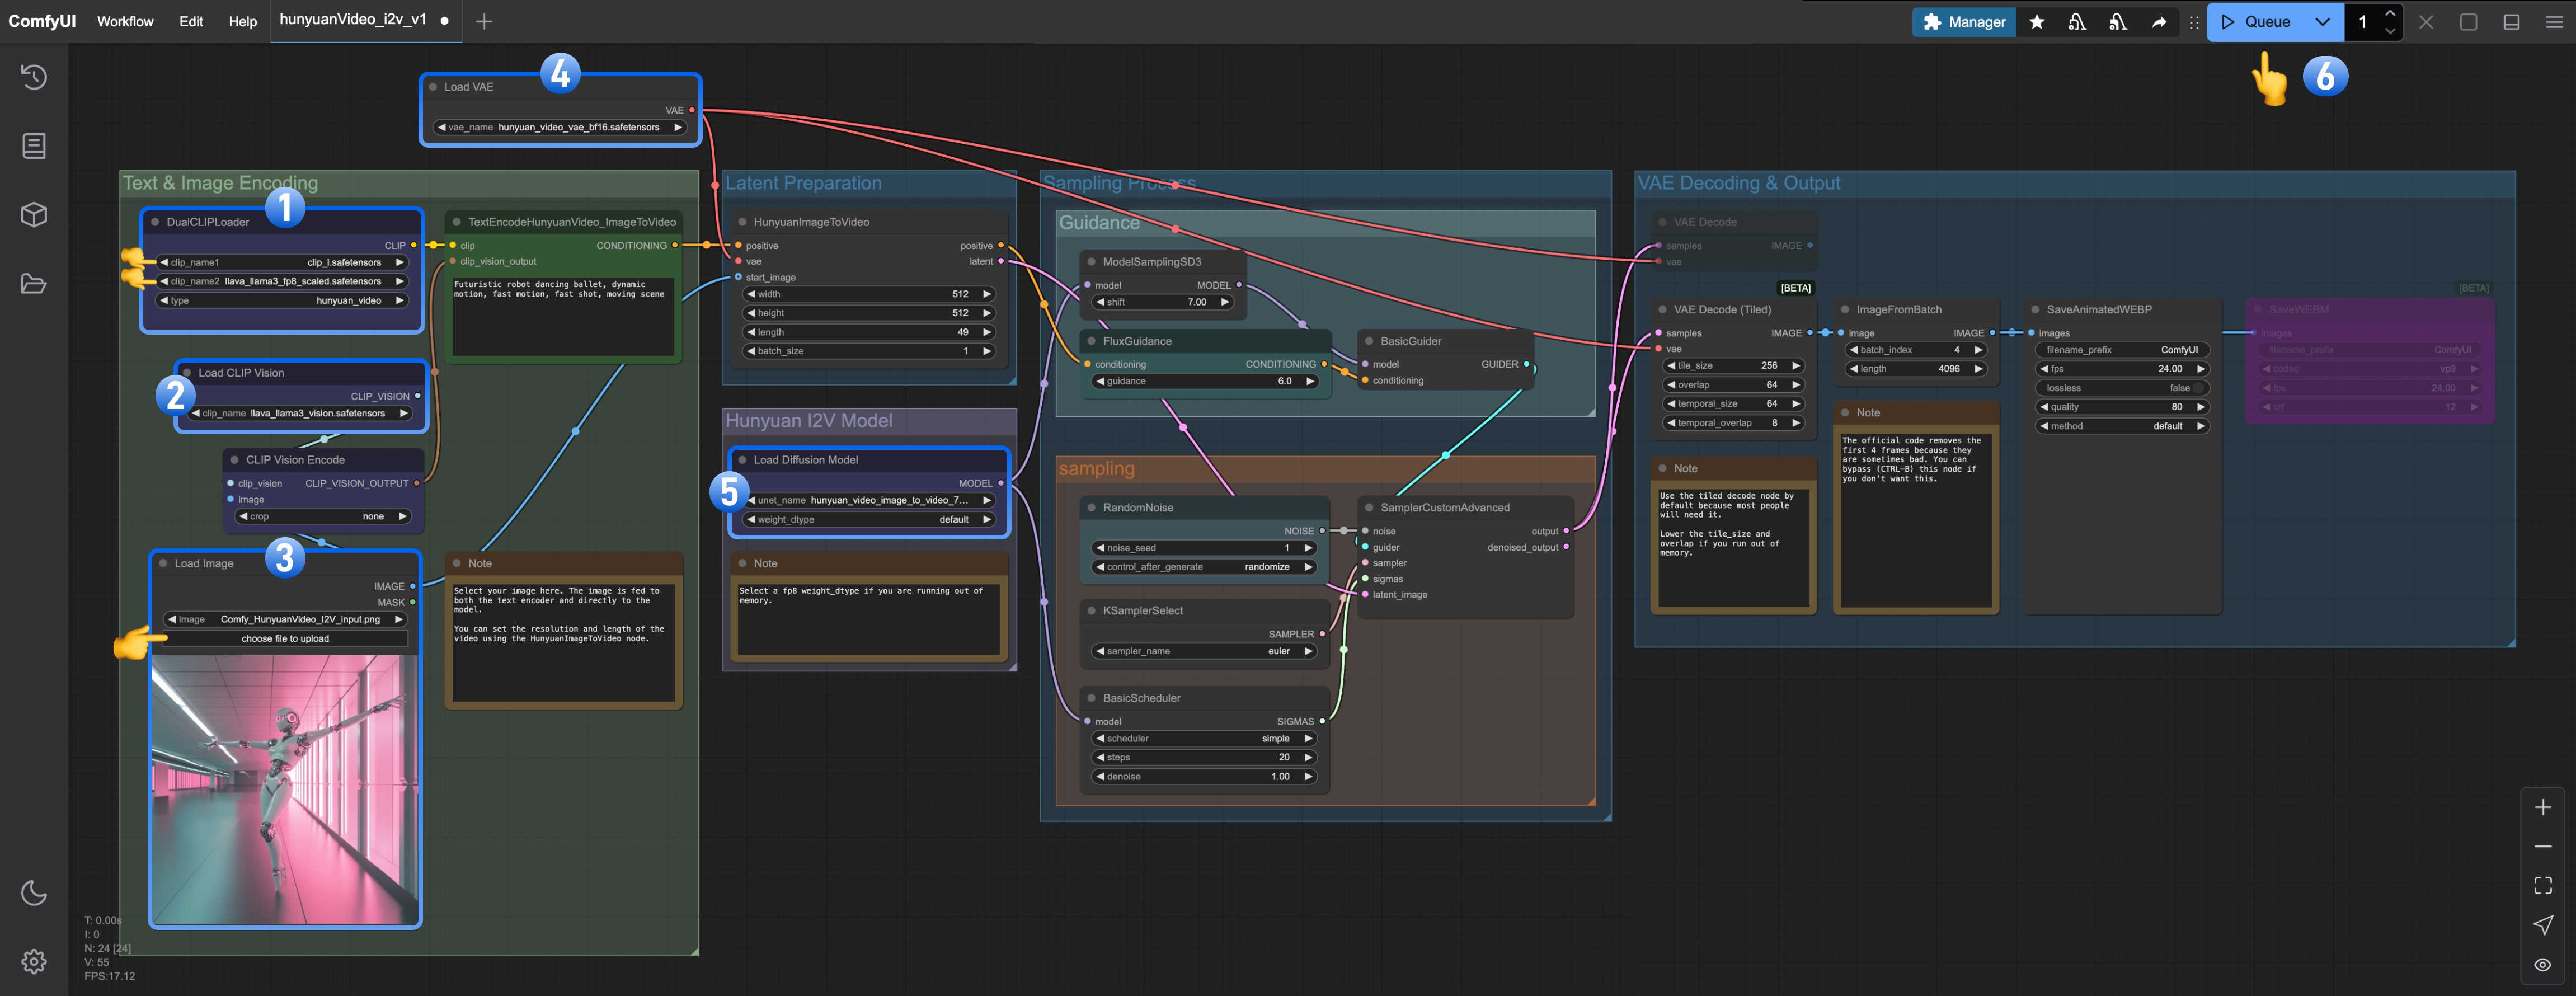 ComfyUI Workflow Edit Help hunyuanVideo_i2v_v1
Manager Queue 1
6
4
Load VAE
VAE
vae_name hunyuan_video_vae_bf16.safetensors
Text & Image Encoding
1
DualCLIPLoader
CLIP
clip_name1 clip_l.safetensors
clip_name2 llava_llama3_fp8_scaled.safetensors
type hunyuan_video
TextEncodeHunyuanVideo_ImageToVideo
clip CONDITIONING
clip_vision_output
Futuristic robot dancing ballet, dynamic
motion, fast motion, fast shot, moving scene
2
Load CLIP Vision
CLIP_VISION
clip_name llava_llama3_vision.safetensors
CLIP Vision Encode
clip_vision CLIP_VISION_OUTPUT
image
crop none
3
Load Image
IMAGE
MASK
image Comfy_HunyuanVideo_I2V_input.png
choose file to upload
Note
Select your image here. The image is fed to
both the text encoder and directly to the
model.
You can set the resolution and length of the
video using the HunyuanImageToVideo node.
Latent Preparation
HunyuanImageToVideo
positive positive
vae latent
start_image
width 512
height 512
length 49
batch_size 1
Hunyuan I2V Model
5
Load Diffusion Model
MODEL
unet_name hunyuan_video_image_to_video_7...
weight_dtype default
Note
Select a fp8 weight_dtype if you are running out of
memory.
Sampling Process
Guidance
ModelSamplingSD3
model MODEL
shift 7.00
FluxGuidance
conditioning CONDITIONING
guidance 6.0
BasicGuider
model GUIDER
conditioning
sampling
RandomNoise
NOISE
noise_seed 1
control_after_generate randomize
KSamplerSelect
SAMPLER
sampler_name euler
BasicScheduler
model SIGMAS
scheduler simple
steps 20
denoise 1.00
SamplerCustomAdvanced
noise output
guider denoised_output
sampler
sigmas
latent_image
VAE Decoding & Output
VAE Decode
samples IMAGE
vae
[BETA]
VAE Decode (Tiled)
samples IMAGE
vae
tile_size 256
overlap 64
temporal_size 64
temporal_overlap 8
Note
Use the tiled decode node by
default because most people
will need it.
Lower the tile_size and
overlap if you run out of
memory.
ImageFromBatch
image IMAGE
batch_index 4
length 4096
Note
The official code removes the
first 4 frames because they
are sometimes bad. You can
bypass (CTRL-B) this node if
you don't want this.
SaveAnimatedWEBP
images
filename_prefix ComfyUI
fps 24.00
lossless false
quality 80
method default
[BETA]
SaveWEBM
images
filename_prefix ComfyUI
codec vp9
fps 24.00
crf 12
T: 0.00s
I: 0
N: 24 [24]
V: 55
FPS:17.12